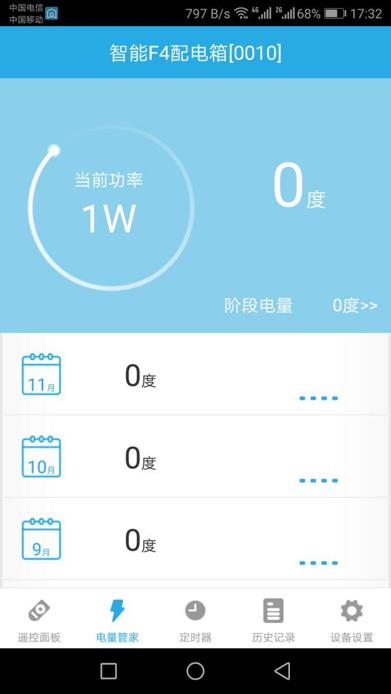 中国电信
中国移动
797 B/s 4G 2G 68% 17:32
智能F4配电箱[0010]
当前功率
1W
0度
阶段电量 0度>>
11月 0度
10月 0度
9月 0度
遥控面板 电量管家 定时器 历史记录 设备设置